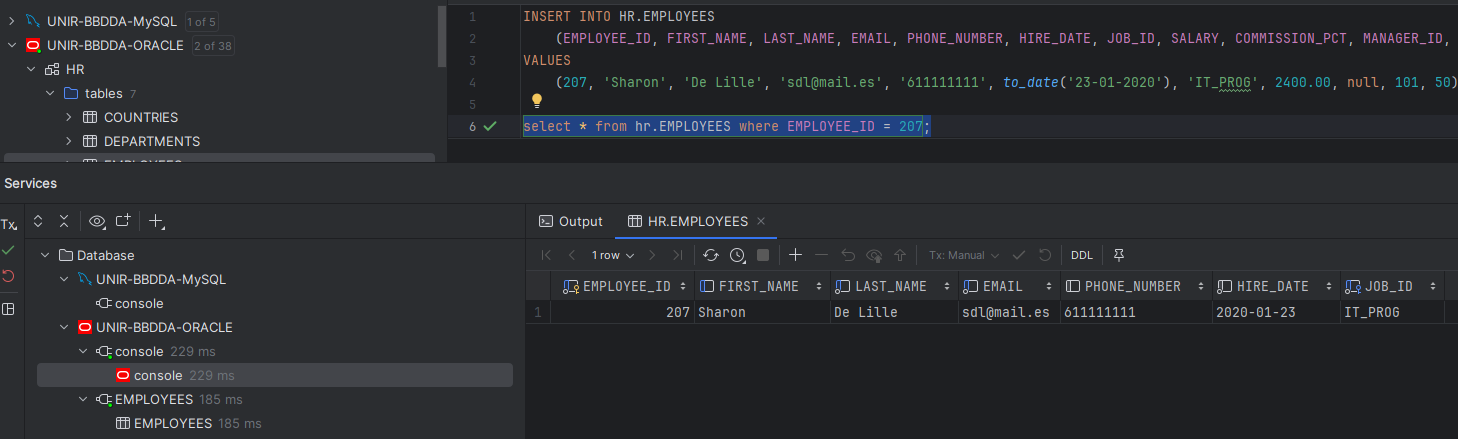 UNIR-BBDDA-MySQL 1 of 5
UNIR-BBDDA-ORACLE 2 of 38
HR
tables 7
COUNTRIES
DEPARTMENTS
1 INSERT INTO HR.EMPLOYEES
2 (EMPLOYEE_ID, FIRST_NAME, LAST_NAME, EMAIL, PHONE_NUMBER, HIRE_DATE, JOB_ID, SALARY, COMMISSION_PCT, MANAGER_ID,
3 VALUES
4 (207, 'Sharon', 'De Lille', 'sdl@mail.es', '611111111', to_date('23-01-2020'), 'IT_PROG', 2400.00, null, 101, 50)
5
6 select * from hr.EMPLOYEES where EMPLOYEE_ID = 207;
Services
Tx
Database
UNIR-BBDDA-MySQL
console
UNIR-BBDDA-ORACLE
console 229 ms
console 229 ms
EMPLOYEES 185 ms
EMPLOYEES 185 ms
Output HR.EMPLOYEES
1 row Tx: Manual DDL
EMPLOYEE_ID FIRST_NAME LAST_NAME EMAIL PHONE_NUMBER HIRE_DATE JOB_ID
1 207 Sharon De Lille sdl@mail.es 611111111 2020-01-23 IT_PROG